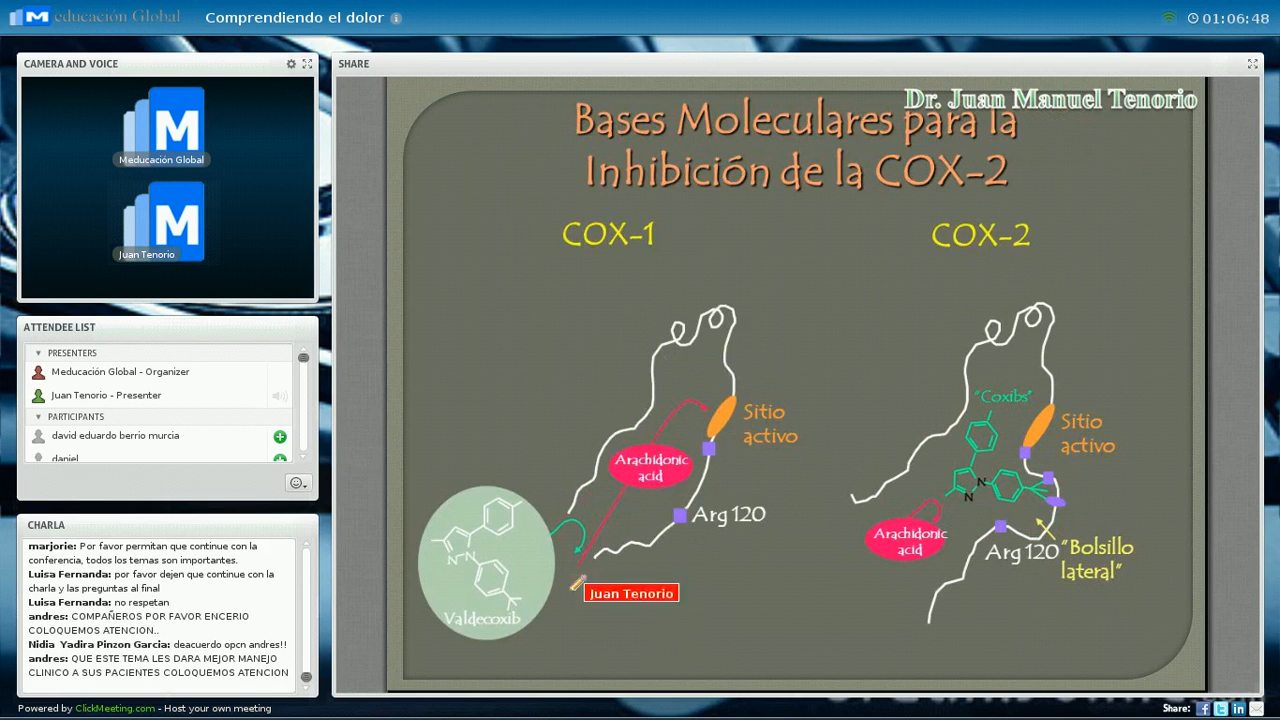 educación Global
Comprendiendo el dolor
01:06:48
CAMERA AND VOICE
Meducación Global
Juan Tenorio
ATTENDEE LIST
PRESENTERS
Meducación Global - Organizer
Juan Tenorio - Presenter
PARTICIPANTS
david eduardo berrio murcia
daniel
CHARLA
marjorie: Por favor permitan que continue con la
conferencia, todos los temas son importantes.
Luisa Fernanda: por favor dejen que continue con la
charla y las preguntas al final
Luisa Fernanda: no respetan
andres: COMPAÑEROS POR FAVOR ENCERIO
COLOQUEMOS ATENCION..
Nidia Yadira Pinzon Garcia: deacuerdo opcn andres!!
andres: QUE ESTE TEMA LES DARA MEJOR MANEJO
CLINICO A SUS PACIENTES COLOQUEMOS ATENCION
SHARE
Dr. Juan Manuel Tenorio
Bases Moleculares para la
Inhibición de la COX-2
COX-1
COX-2
Sitio
activo
Arachidonic
acid
Arg 120
N
N
Valdecoxib
Juan Tenorio
"Coxibs"
Sitio
activo
N
N
Arachidonic
acid
Arg 120
"Bolsillo
lateral"
Powered by ClickMeeting.com - Host your own meeting
Share: